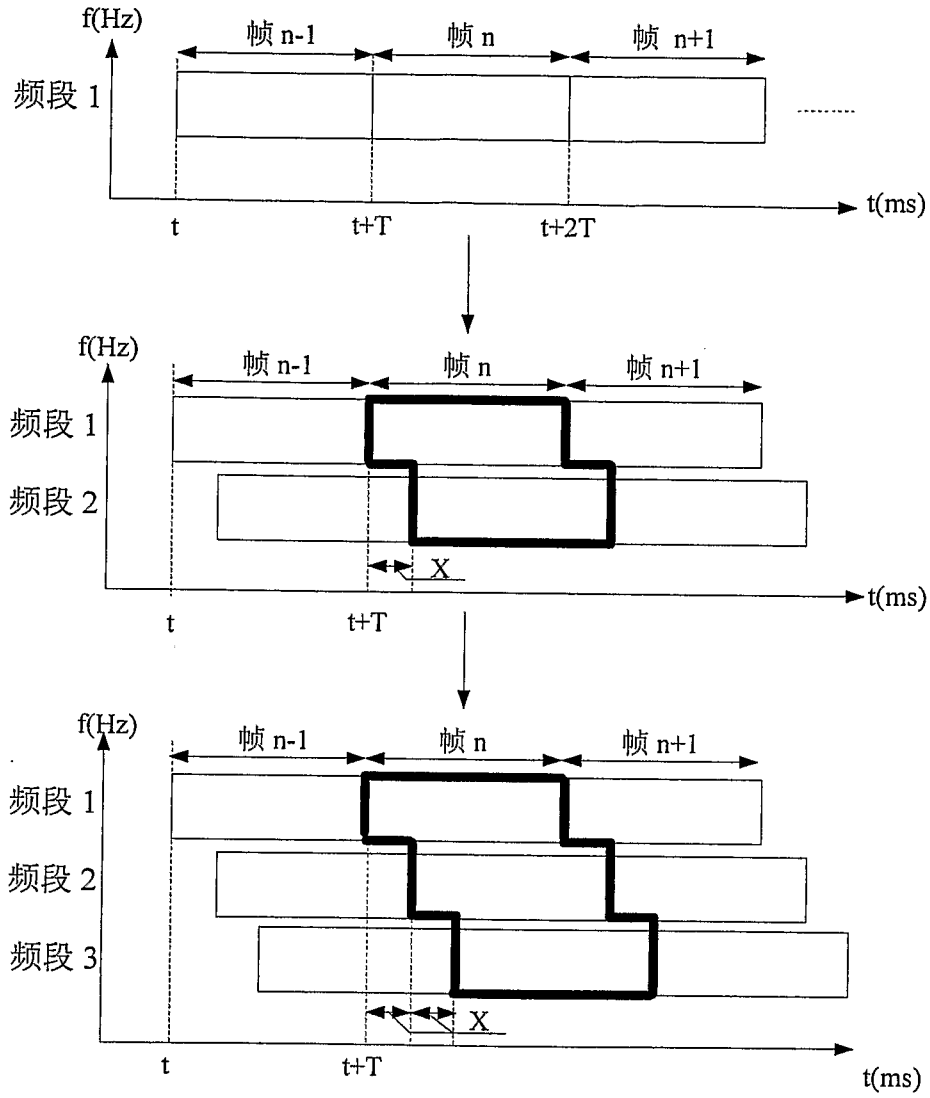 f(Hz)
帧 n-1
帧 n
帧 n+1
频段 1
t
t+T
t+2T
t(ms)
f(Hz)
帧 n-1
帧 n
帧 n+1
频段 1
频段 2
X
t
t+T
t(ms)
f(Hz)
帧 n-1
帧 n
帧 n+1
频段 1
频段 2
频段 3
X
t
t+T
t(ms)